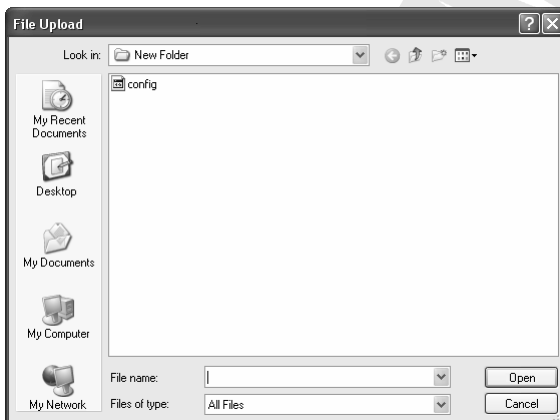 File Upload
Look in: New Folder
config
My Recent
Documents
Desktop
My Documents
My Computer
My Network
File name:
Open
Files of type: All Files
Cancel